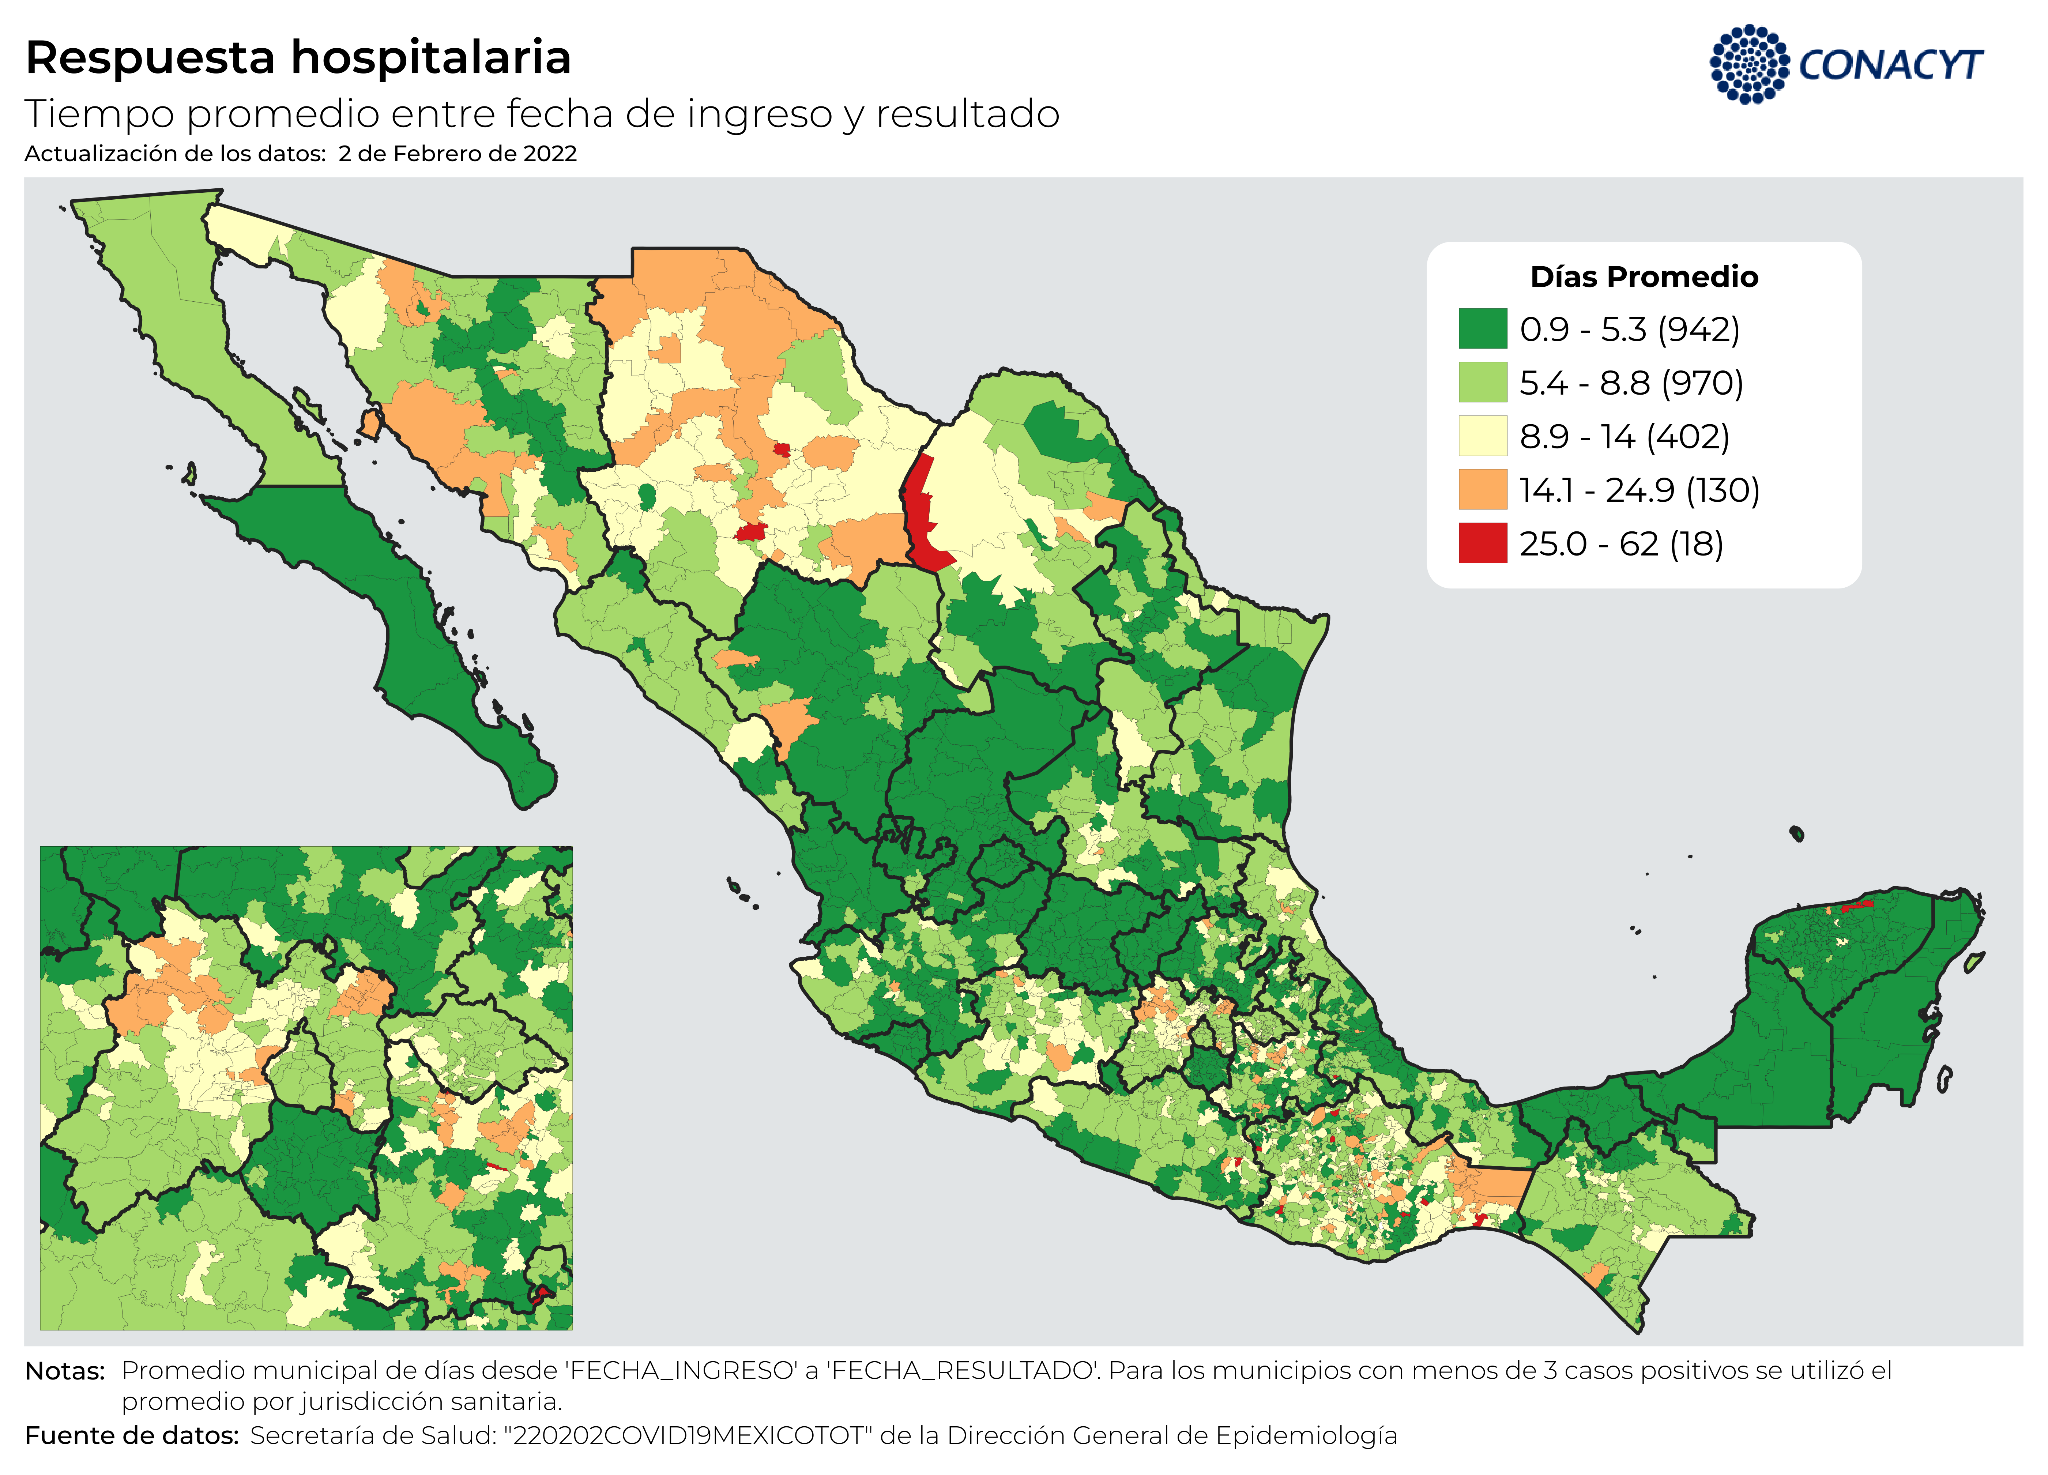 Respuesta hospitalaria
CONACYT
Tiempo promedio entre fecha de ingreso y resultado
Actualización de los datos: 2 de Febrero de 2022
Días Promedio
0.9 - 5.3 (942)
5.4 - 8.8 (970)
8.9 - 14 (402)
14.1 - 24.9 (130)
25.0 - 62 (18)
Notas: Promedio municipal de días desde 'FECHA_INGRESO' a 'FECHA_RESULTADO'. Para los municipios con menos de 3 casos positivos se utilizó el
promedio por jurisdicción sanitaria.
Fuente de datos: Secretaría de Salud: "220202COVID19MEXICOTOT" de la Dirección General de Epidemiología